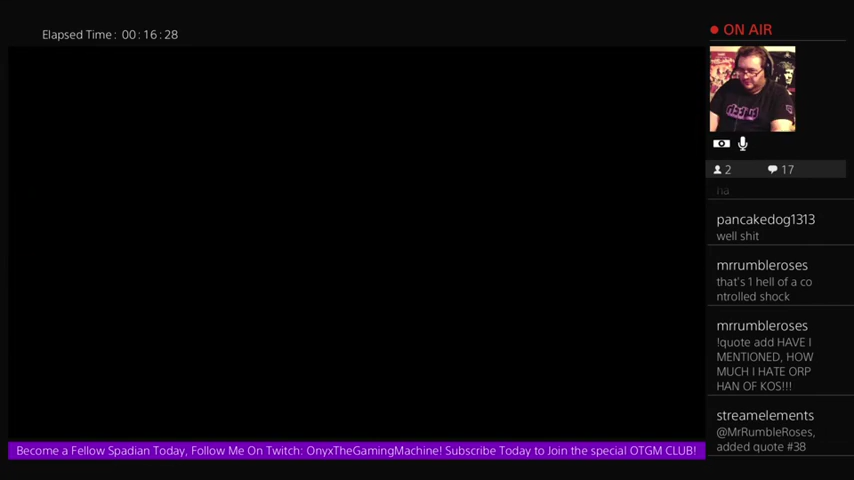 Elapsed Time: 00:16:28
ON AIR
2 17
na
pancakedog1313
well shit
mrrumbleroses
that's 1 hell of a co
ntrolled shock
mrrumbleroses
!quote add HAVE I
MENTIONED, HOW
MUCH I HATE ORP
HAN OF KOS!!!
streamelements
@MrRumbleRoses,
added quote #38
Become a Fellow Spadian Today, Follow Me On Twitch: OnyxTheGamingMachine! Subscribe Today to Join the special OTGM CLUB!